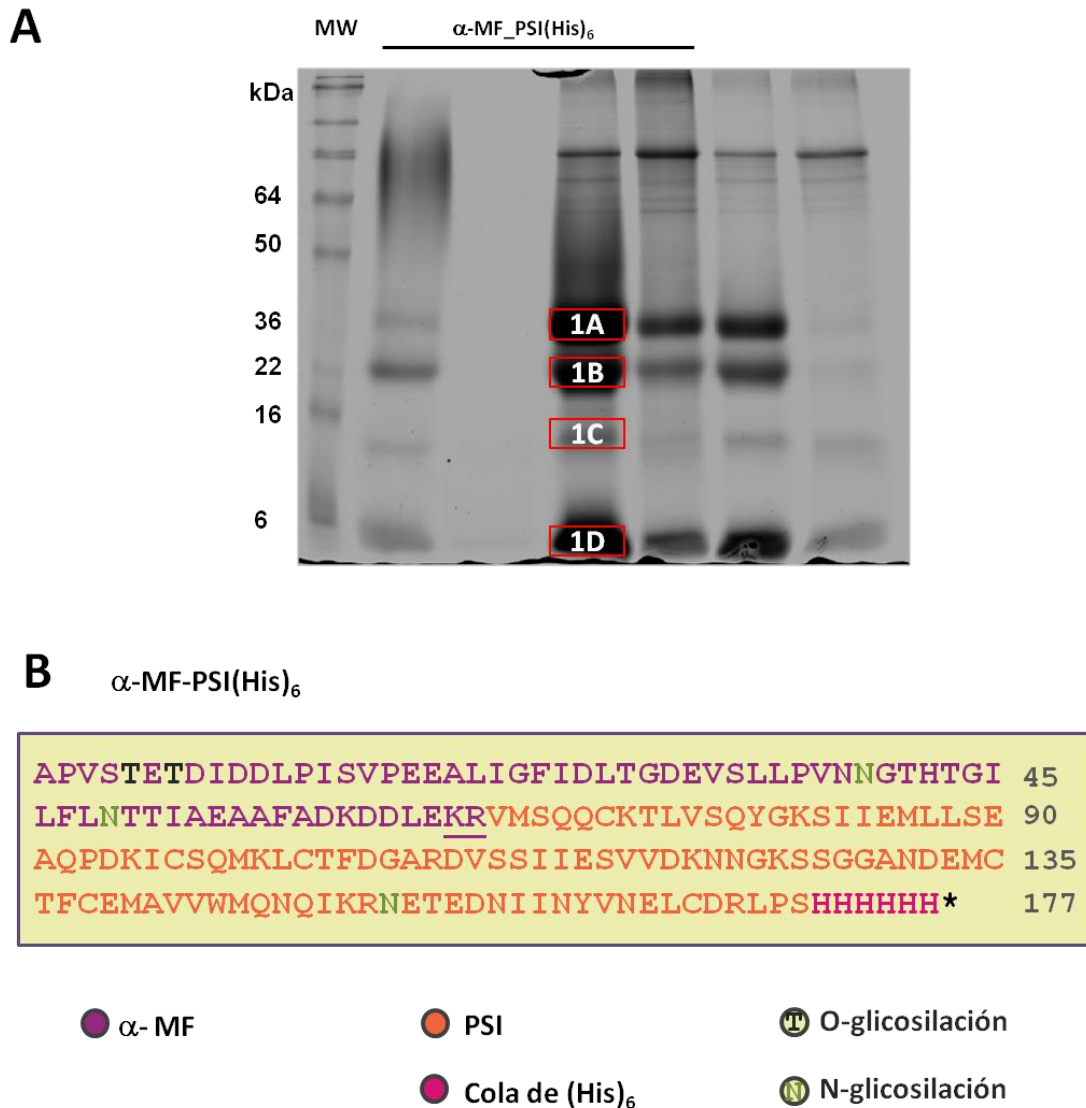 A
MW
α-MF_PSI(His)6
kDa
64
50
36
22
16
6
1A
1B
1C
1D
B
α-MF-PSI(His)6
APVSTETDIDDLPISVPEEALIGFIDLTGDEVSLLPVNNGTHTGI 45
LFLNTTIAEAAFADKDDLEKRVMSQQCKTLVSQYGKSIIEMLLSE 90
AQPDKICSQMKLCTFDGARDVSSIIESVVDKNNGKSSGGANDEMC 135
TFCEMAVVWMQNQIKRNETEDNIINYVNELCDRLPSHHHHHH* 177
α- MF
PSI
T O-glicosilación
Cola de (His)6
N N-glicosilación